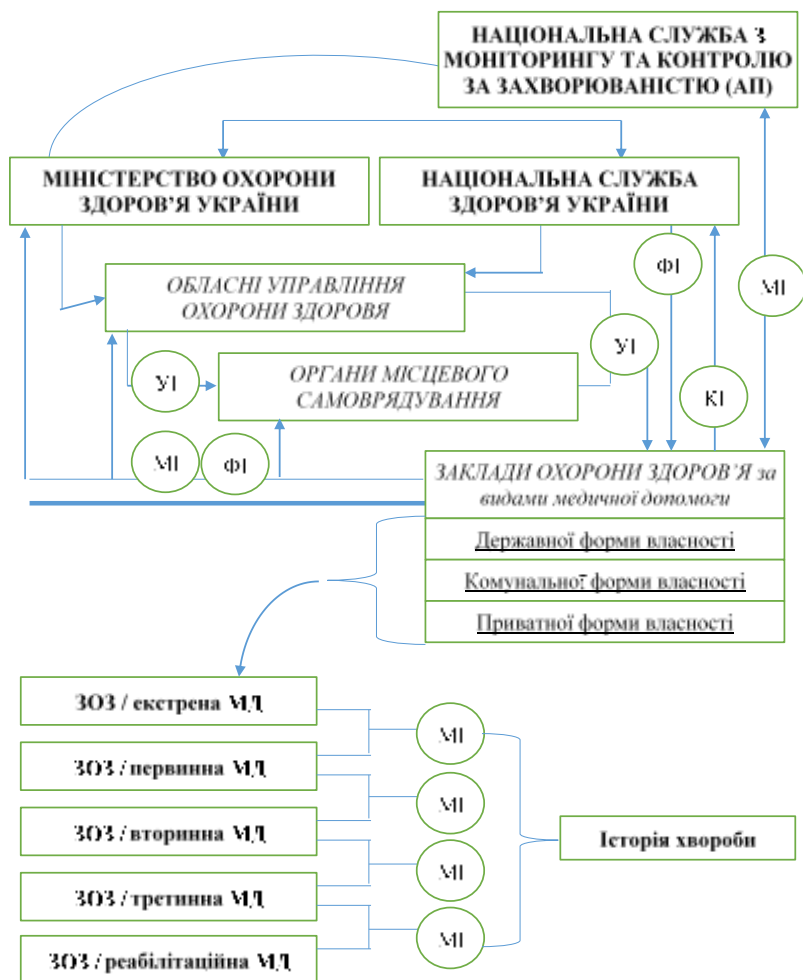 НАЦІОНАЛЬНА СЛУЖБА З
МОНІТОРИНГУ ТА КОНТРОЛЮ
ЗА ЗАХВОРЮВАНІСТЮ (АП)
МІНІСТЕРСТВО ОХОРОНИ
ЗДОРОВ’Я УКРАЇНИ
НАЦІОНАЛЬНА СЛУЖБА
ЗДОРОВ’Я УКРАЇНИ
ФІ
МІ
ОБЛАСНІ УПРАВЛІННЯ
ОХОРОНИ ЗДОРОВЯ
УІ
УІ
ОРГАНИ МІСЦЕВОГО
САМОВРЯДУВАННЯ
КІ
МІ
ФІ
ЗАКЛАДИ ОХОРОНИ ЗДОРОВ’Я за
видами медичної допомоги
Державної форми власності
Комунальної форми власності
Приватної форми власності
ЗОЗ / екстрена МД
МІ
ЗОЗ / первинна МД
МІ
ЗОЗ / вторинна МД
Історія хвороби
МІ
ЗОЗ / третинна МД
МІ
ЗОЗ / реабілітаційна МД